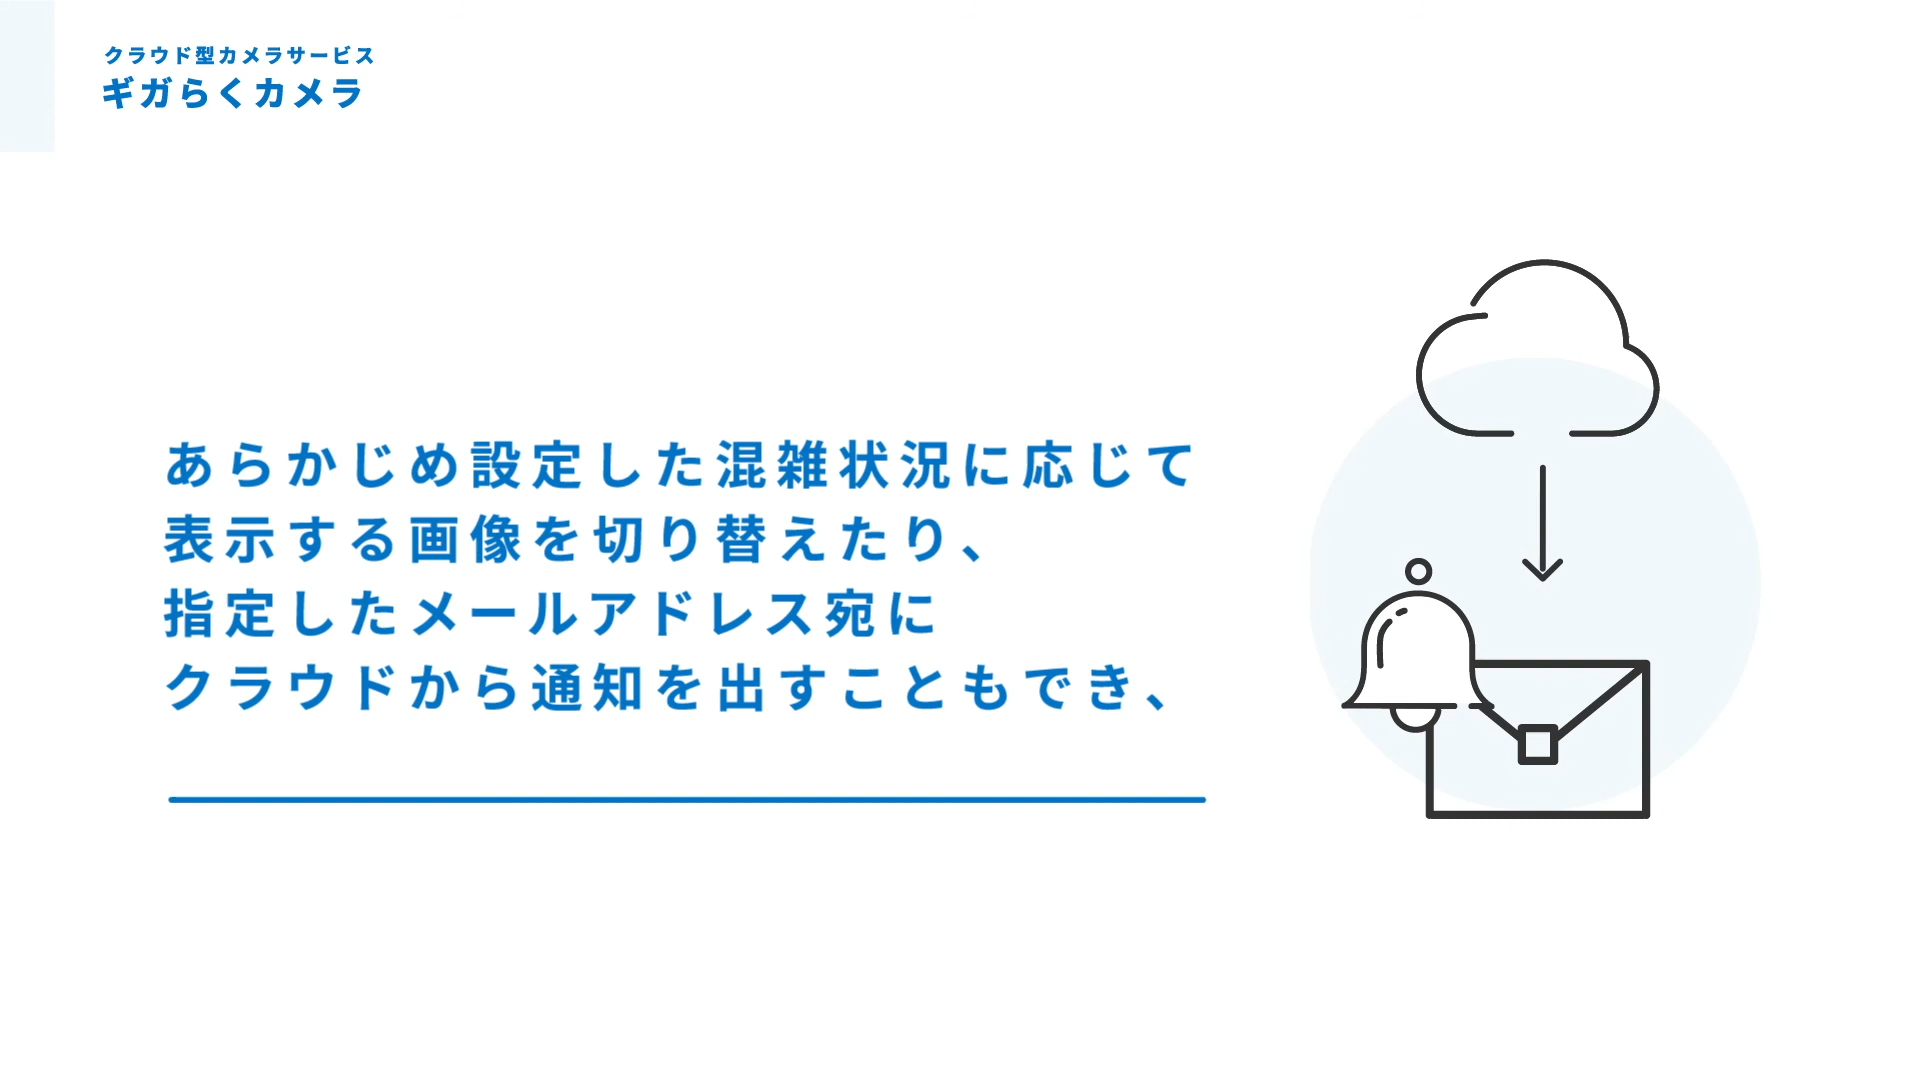 クラウド型カメラサービス
ギガらくカメラ
あらかじめ設定した混雑状況に応じて
表示する画像を切り替えたり、
指定したメールアドレス宛に
クラウドから通知を出すこともでき、